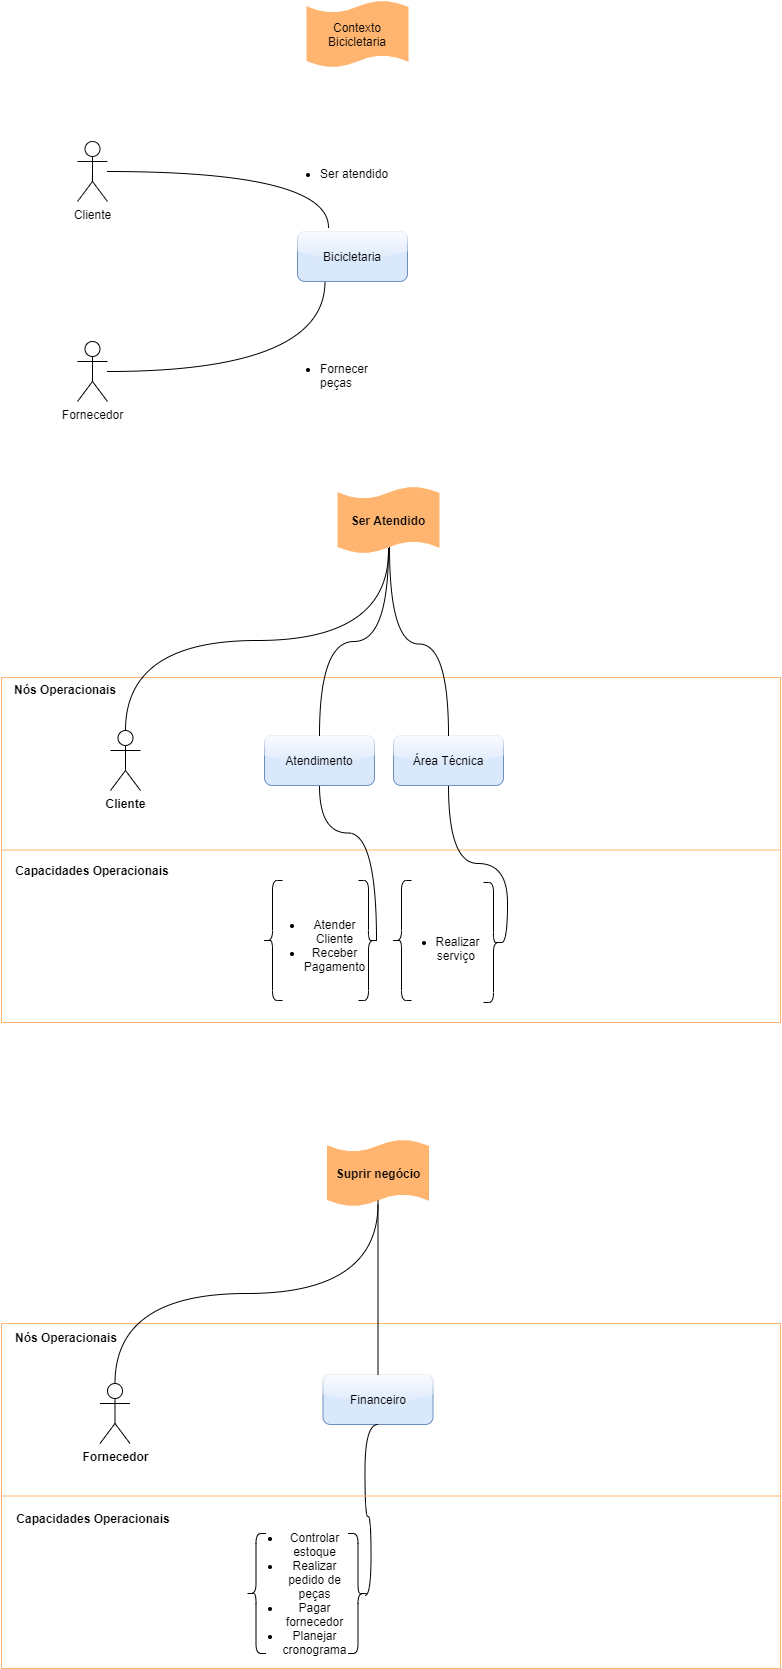 Contexto
Bicicletaria
Ser atendido
Cliente
Bicicletaria
Fornecer
peças
Fornecedor
Ser Atendido
Nós Operacionais
Atendimento
Área Técnica
Cliente
Capacidades Operacionais
Atender
Cliente
Receber
Pagamento
Realizar
serviço
Suprir negócio
Nós Operacionais
Financeiro
Fornecedor
Capacidades Operacionais
Controlar
estoque
Realizar
pedido de
peças
Pagar
fornecedor
Planejar
cronograma